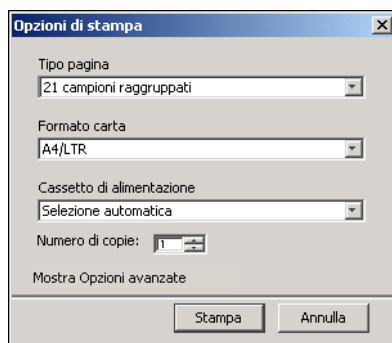 Opzioni di stampa
Tipo pagina
21 campioni raggruppati
Formato carta
A4/LTR
Cassetto di alimentazione
Selezione automatica
Numero di copie: 1
Mostra Opzioni avanzate
Stampa Annulla